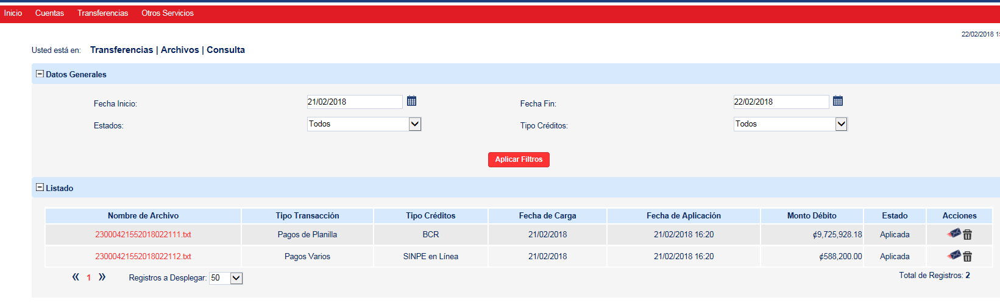 Inicio Cuentas Transferencias Otros Servicios
22/02/2018
Usted está en: Transferencias | Archivos | Consulta
Datos Generales
Fecha Inicio: 21/02/2018 Fecha Fin: 22/02/2018
Estados: Todos Tipo Créditos: Todos
Aplicar Filtros
Listado
Nombre de Archivo Tipo Transacción Tipo Créditos Fecha de Carga Fecha de Aplicación Monto Débito Estado Acciones
23000421552018022111.txt Pagos de Planilla BCR 21/02/2018 21/02/2018 16:20 ¢9,725,928.18 Aplicada
23000421552018022112.txt Pagos Varios SINPE en Línea 21/02/2018 21/02/2018 16:20 ¢588,200.00 Aplicada
« 1 » Registros a Desplegar: 50 Total de Registros: 2